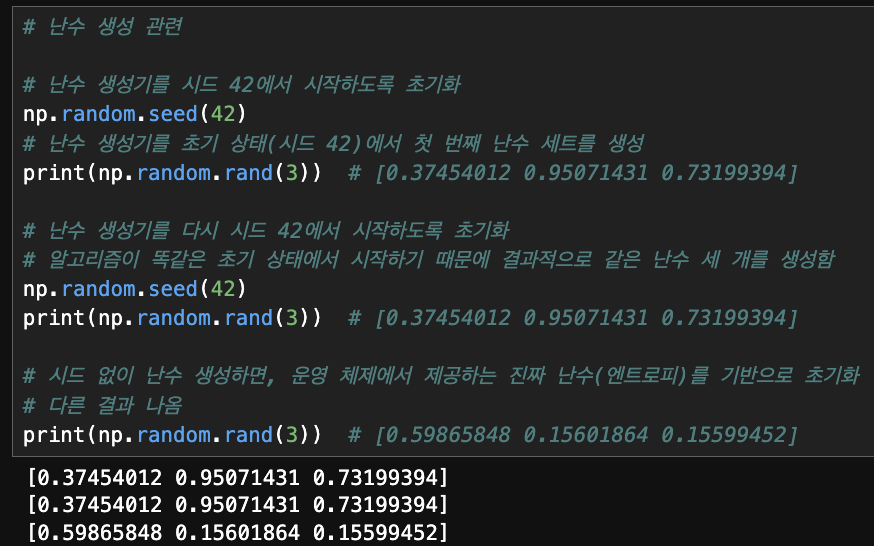 # 난수 생성 관련
# 난수 생성기를 시드 42에서 시작하도록 초기화
np.random.seed(42)
# 난수 생성기를 초기 상태(시드 42)에서 첫 번째 난수 세트를 생성
print(np.random.rand(3))  # [0.37454012 0.95071431 0.73199394]
# 난수 생성기를 다시 시드 42에서 시작하도록 초기화
# 알고리즘이 똑같은 초기 상태에서 시작하기 때문에 결과적으로 같은 난수 세 개를 생성함
np.random.seed(42)
print(np.random.rand(3))  # [0.37454012 0.95071431 0.73199394]
# 시드 없이 난수 생성하면, 운영 체제에서 제공하는 진짜 난수(엔트로피)를 기반으로 초기화
# 다른 결과 나옴
print(np.random.rand(3))  # [0.59865848 0.15601864 0.15599452]
[0.37454012 0.95071431 0.73199394]
[0.37454012 0.95071431 0.73199394]
[0.59865848 0.15601864 0.15599452]